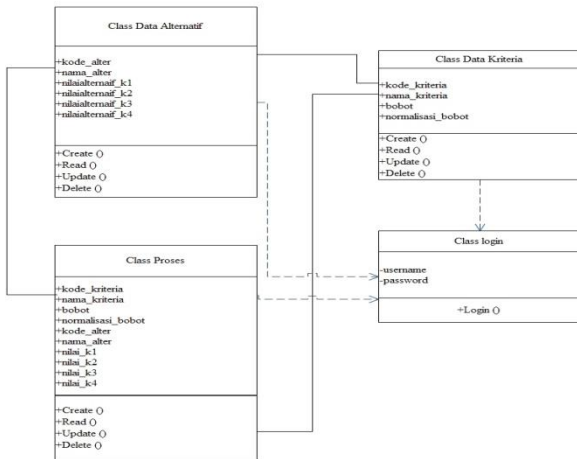 Class Data Alternatif
+kode_alter
+nama_alter
+nilaialternaif_k1
+nilaialternaif_k2
+nilaialternaif_k3
+nilaialternaif_k4
+Create ()
+Read ()
+Update ()
+Delete ()
Class Data Kriteria
+kode_kriteria
+nama_kriteria
+bobot
+normalisasi_bobot
+Create ()
+Read ()
+Update ()
+Delete ()
Class Proses
+kode_kriteria
+nama_kriteria
+bobot
+normalisasi_bobot
+kode_alter
+nama_alter
+nilai_k1
+nilai_k2
+nilai_k3
+nilai_k4
+Create ()
+Read ()
+Update ()
+Delete ()
Class login
-username
-password
+Login ()